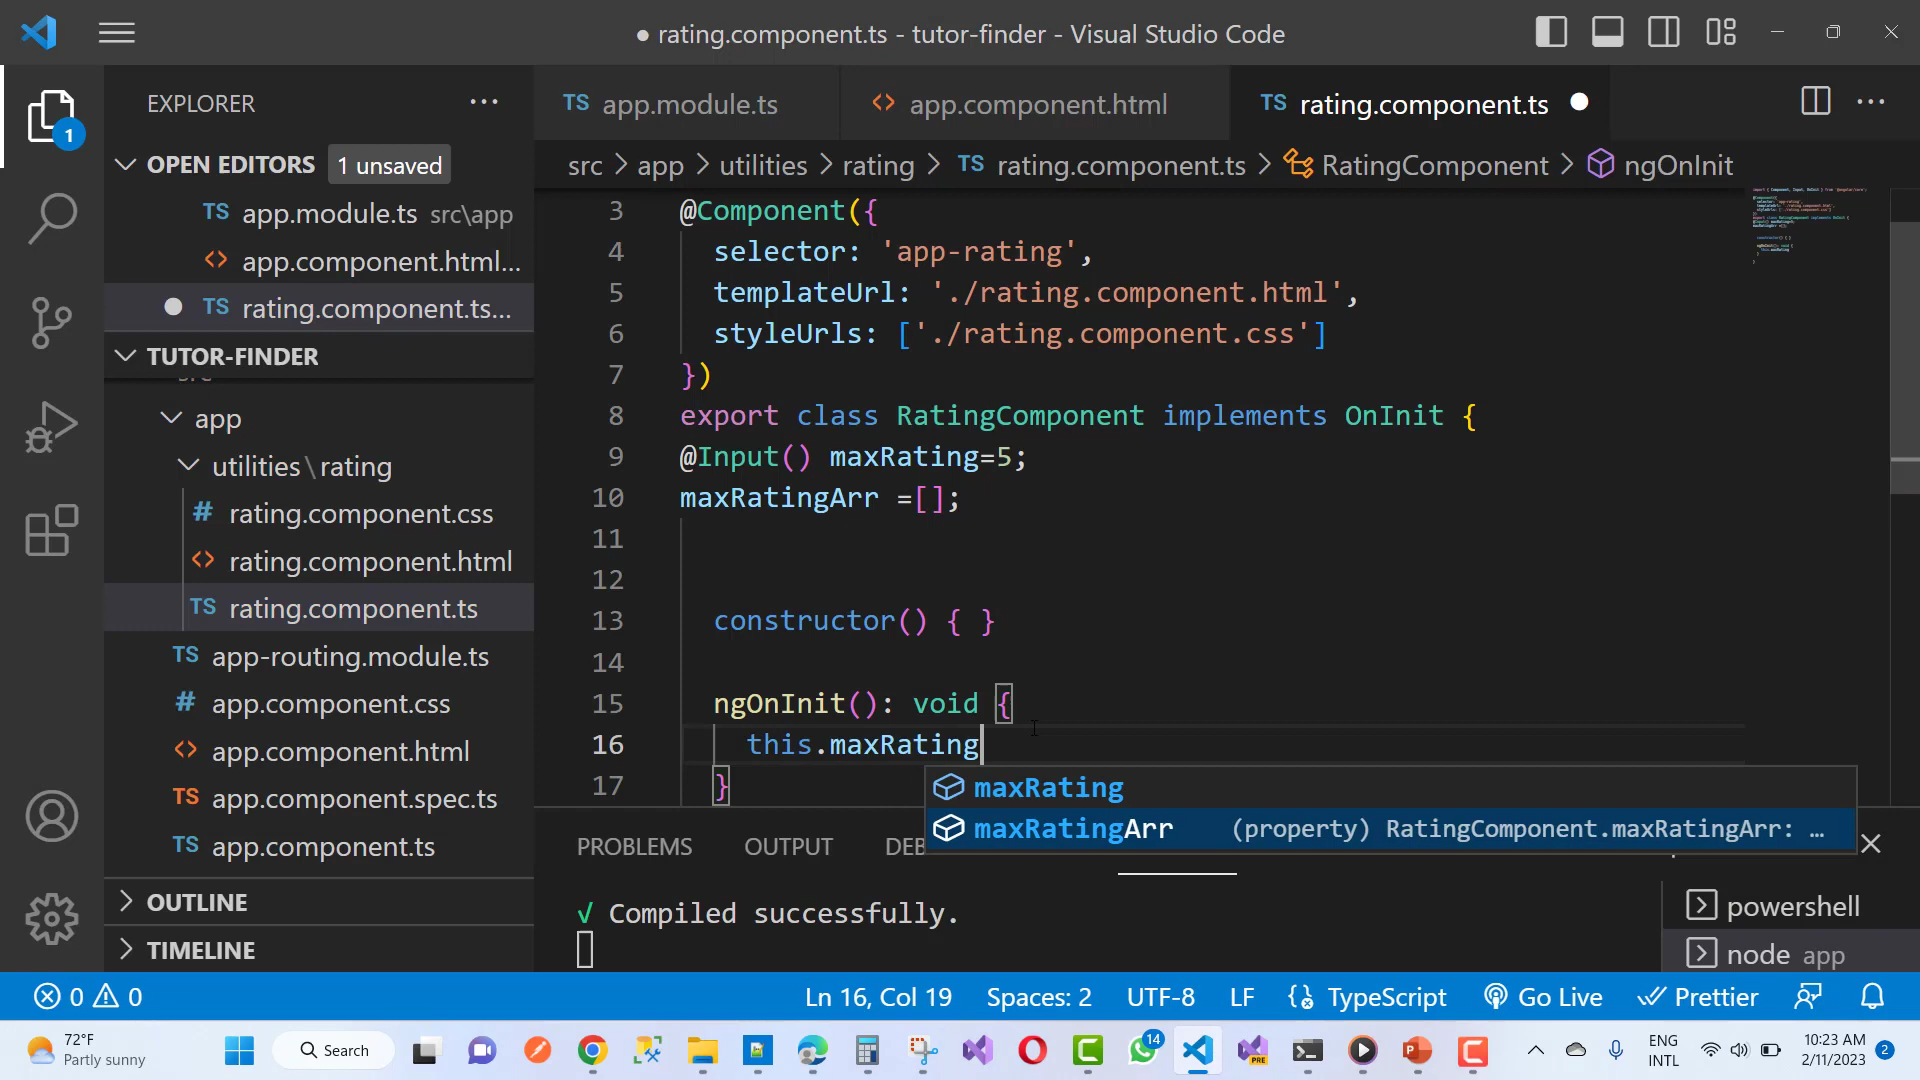 ● rating.component.ts - tutor-finder - Visual Studio Code
EXPLORER ···
1
OPEN EDITORS 1 unsaved
TS app.module.ts src\app
<> app.component.html...
● TS rating.component.ts...
TUTOR-FINDER
src
app
utilities\rating
# rating.component.css
<> rating.component.html
TS rating.component.ts
TS app-routing.module.ts
# app.component.css
<> app.component.html
TS app.component.spec.ts
TS app.component.ts
OUTLINE
TIMELINE
TS app.module.ts <> app.component.html TS rating.component.ts ●
src > app > utilities > rating > TS rating.component.ts > RatingComponent > ngOnInit
3 @Component({
4 selector: 'app-rating',
5 templateUrl: './rating.component.html',
6 styleUrls: ['./rating.component.css']
7 })
8 export class RatingComponent implements OnInit {
9 @Input() maxRating=5;
10 maxRatingArr =[];
11
12
13 constructor() { }
14
15 ngOnInit(): void {
16 this.maxRating
17 }
maxRating
maxRatingArr (property) RatingComponent.maxRatingArr: …
PROBLEMS OUTPUT DEB
√ Compiled successfully.
powershell
node app
0 0 Ln 16, Col 19 Spaces: 2 UTF-8 LF TypeScript Go Live Prettier
72°F
Partly sunny
Search
14
PRE
ENG
INTL
10:23 AM
2/11/2023
2